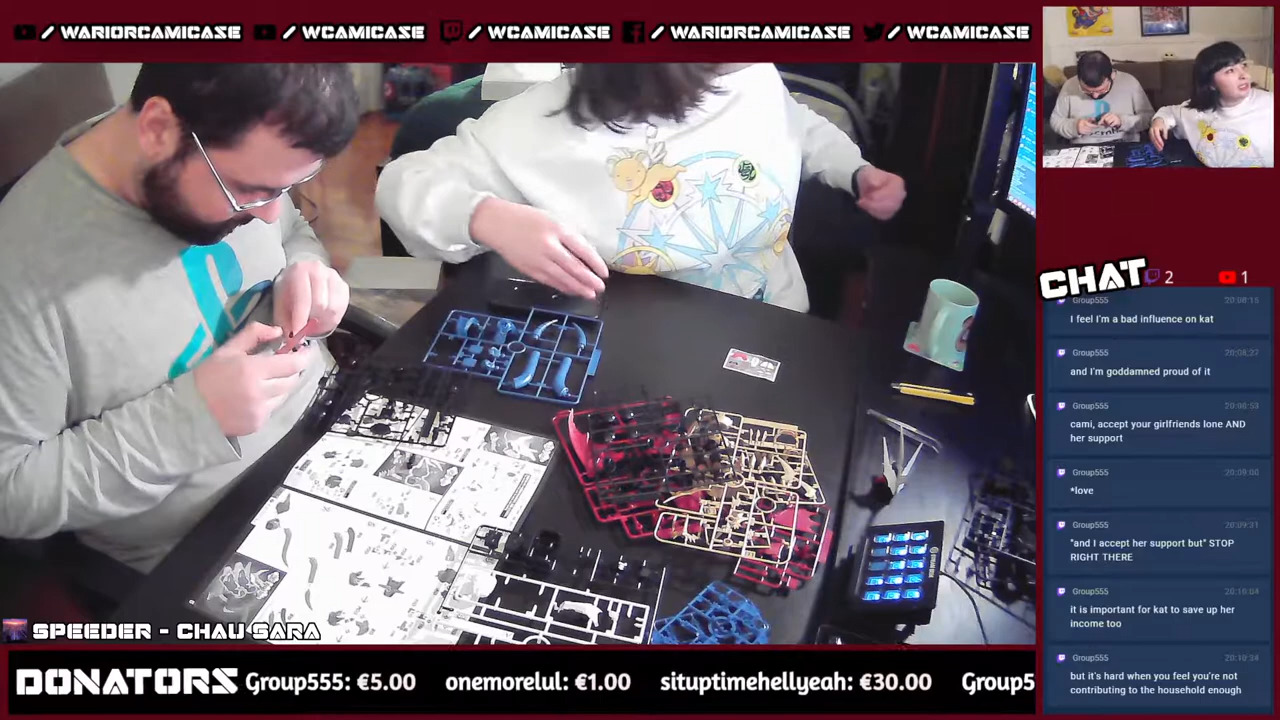 / WARIORCAMICASE / WCAMICASE / WCAMICASE / WARIORCAMICASE / WCAMICASE
CHAT 2 1
Group555 20:08:15
I feel I'm a bad influence on kat
Group555 20:08:27
and I'm goddamned proud of it
Group555 20:08:53
cami, accept your girlfriends lone AND
her support
Group555 20:09:00
*love
Group555 20:09:31
"and I accept her support but" STOP
RIGHT THERE
Group555 20:10:04
it is important for kat to save up her
income too
Group555 20:10:34
but it's hard when you feel you're not
contributing to the household enough
SPEEDER - CHAU SARA
DONATORS Group555: €5.00 onemorelul: €1.00 situptimehellyeah: €30.00 Group5